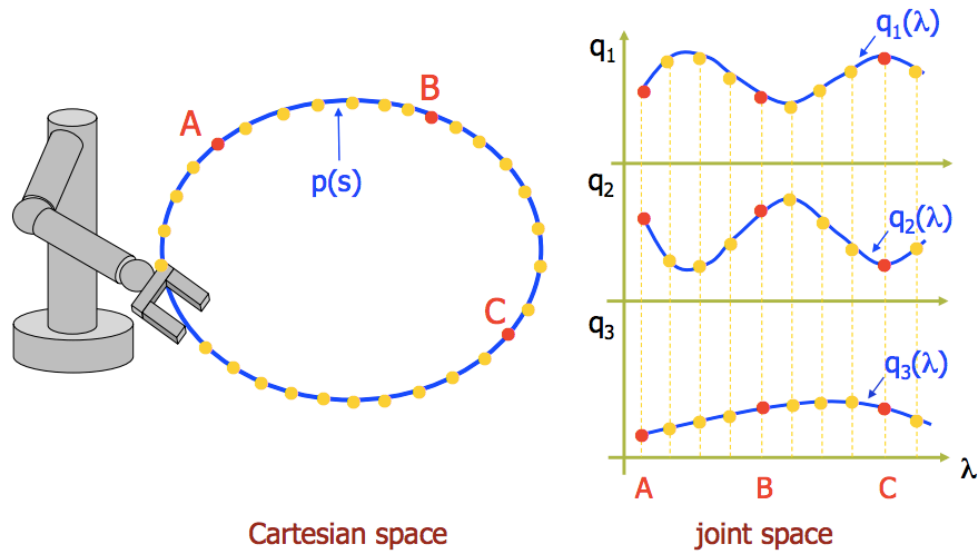 A
B
p(s)
C
Cartesian space
q1
q1(λ)
q2
q2(λ)
q3
q3(λ)
λ
A
B
C
joint space